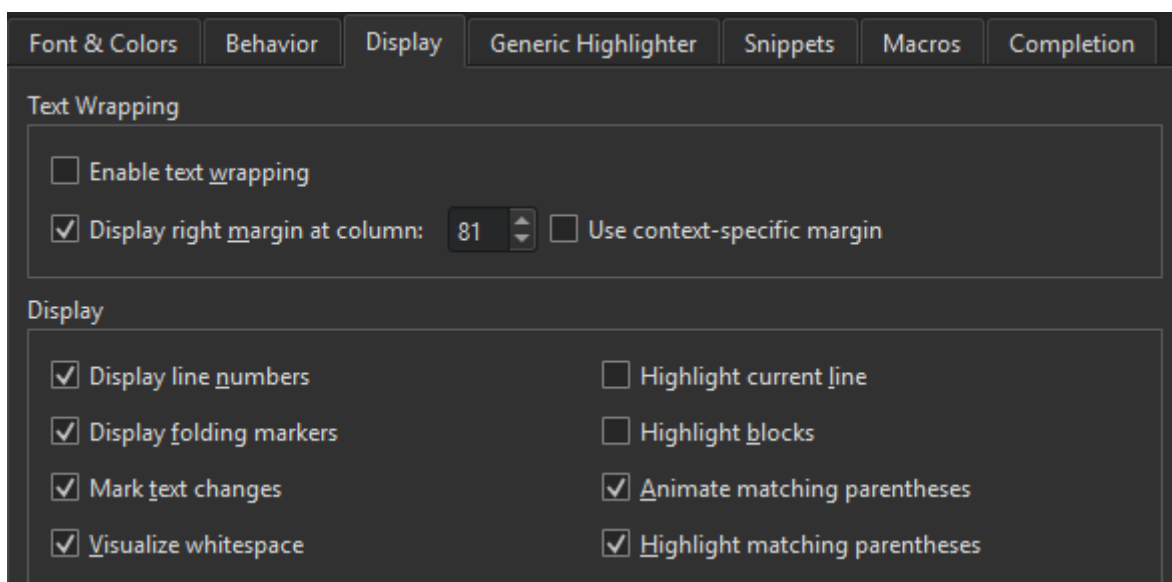 Font & Colors Behavior Display Generic Highlighter Snippets Macros Completion
Text Wrapping
Enable text wrapping
Display right margin at column: 81 Use context-specific margin
Display
Display line numbers Highlight current line
Display folding markers Highlight blocks
Mark text changes Animate matching parentheses
Visualize whitespace Highlight matching parentheses